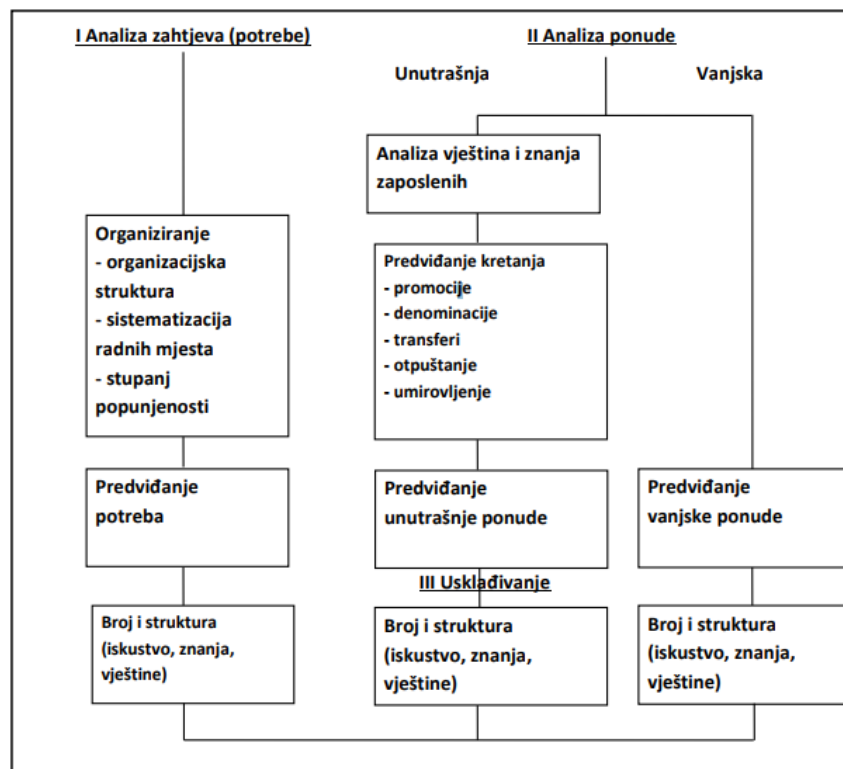 I Analiza zahtjeva (potrebe)
II Analiza ponude
Unutrašnja
Vanjska
Analiza vještina i znanja
zaposlenih
Organiziranje
- organizacijska
struktura
- sistematizacija
radnih mjesta
- stupanj
popunjenosti
Predviđanje kretanja
- promocije
- denominacije
- transferi
- otpuštanje
- umirovljenje
Predviđanje
potreba
Predviđanje
unutrašnje ponude
Predviđanje
vanjske ponude
III Usklađivanje
Broj i struktura
(iskustvo, znanja,
vještine)
Broj i struktura
(iskustvo, znanja,
vještine)
Broj i struktura
(iskustvo, znanja,
vještine)